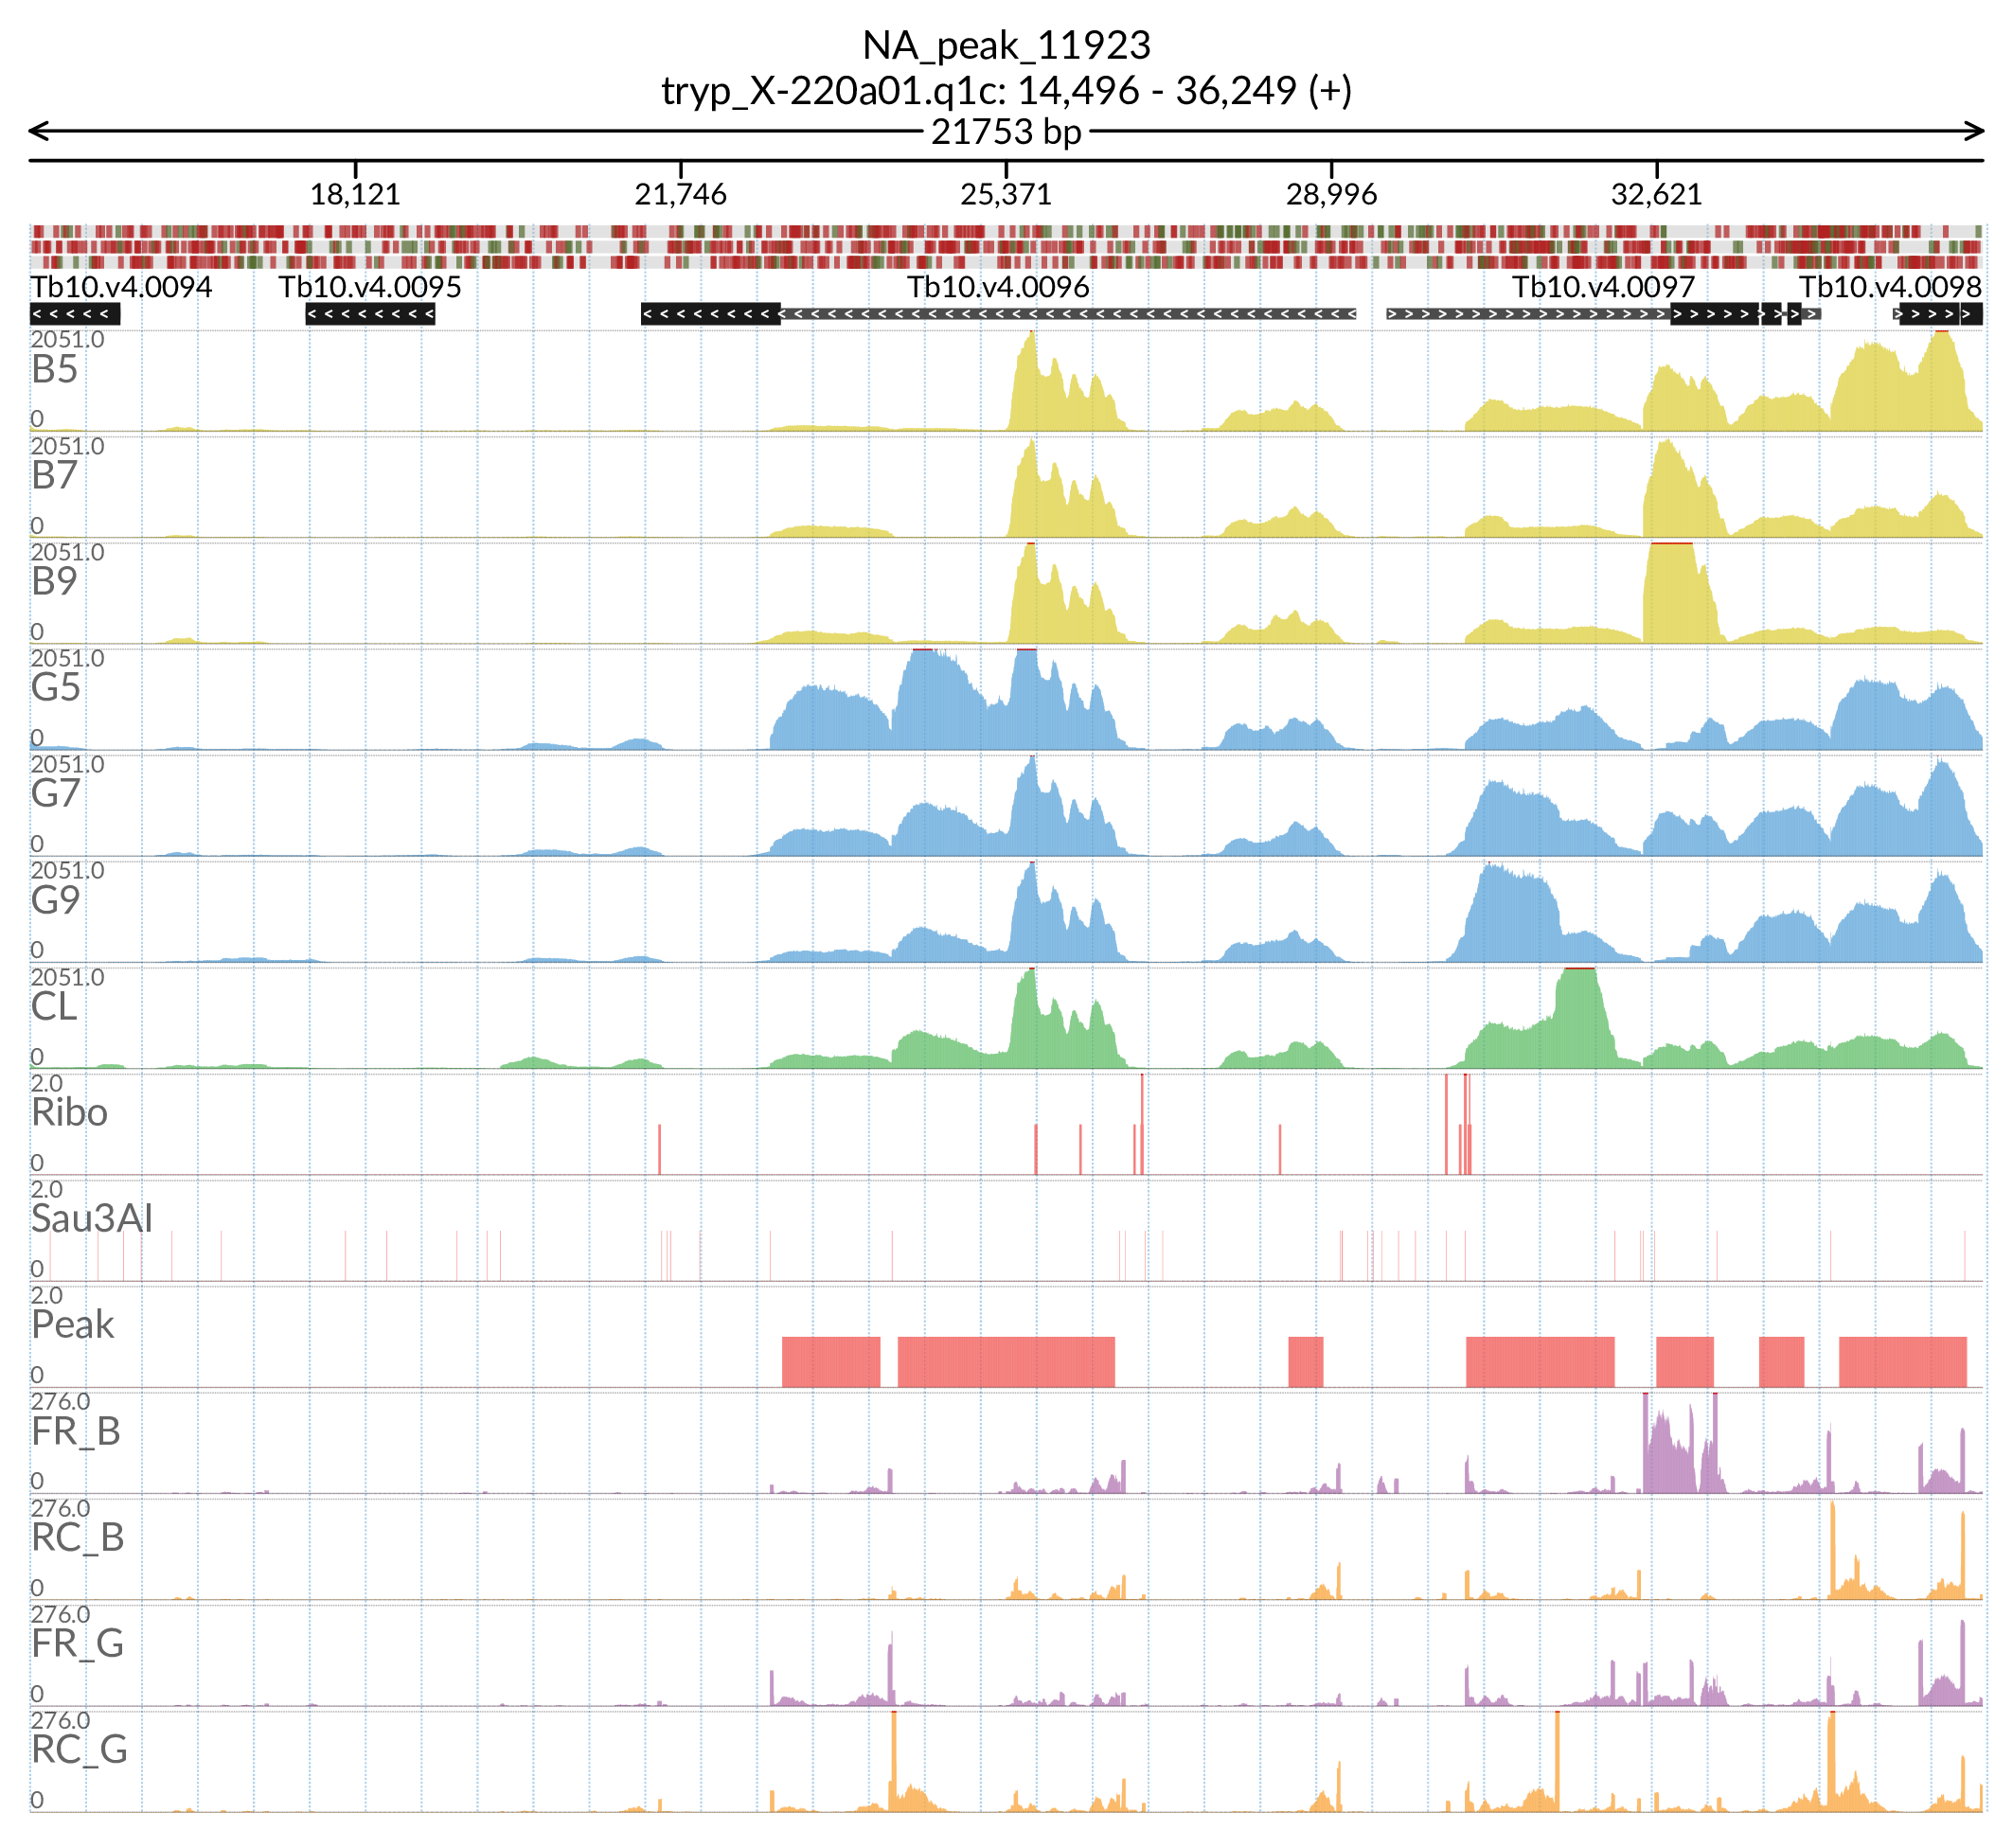 NA_peak_11923
tryp_X-220a01.q1c: 14,496 - 36,249 (+)
21753 bp
18,121 21,746 25,371 28,996 32,621
Tb10.v4.0094 Tb10.v4.0095 Tb10.v4.0096 Tb10.v4.0097 Tb10.v4.0098
2051.0
B5
0
2051.0
B7
0
2051.0
B9
0
2051.0
G5
0
2051.0
G7
0
2051.0
G9
0
2051.0
CL
0
2.0
Ribo
0
2.0
Sau3AI
0
2.0
Peak
0
276.0
FR_B
0
276.0
RC_B
0
276.0
FR_G
0
276.0
RC_G
0